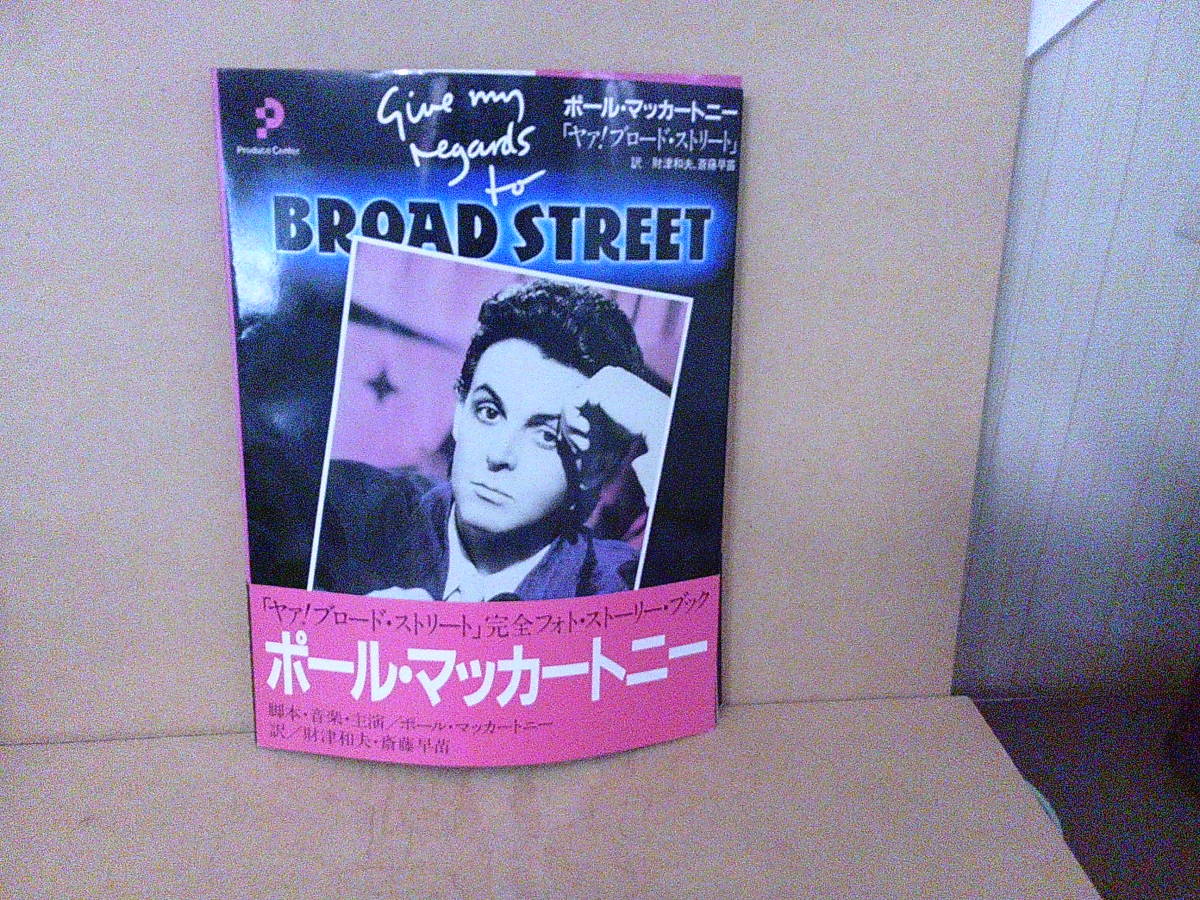 Produce Center
Give my
regards
to
BROAD STREET
ポール・マッカートニー
「ヤァ!ブロード・ストリート」
訳 財津和夫、斎藤早苗
「ヤァ!ブロード・ストリート」完全フォト・ストーリー・ブック
ポール・マッカートニー
脚本・音楽・主演/ポール・マッカートニー
訳/財津和夫・斎藤早苗